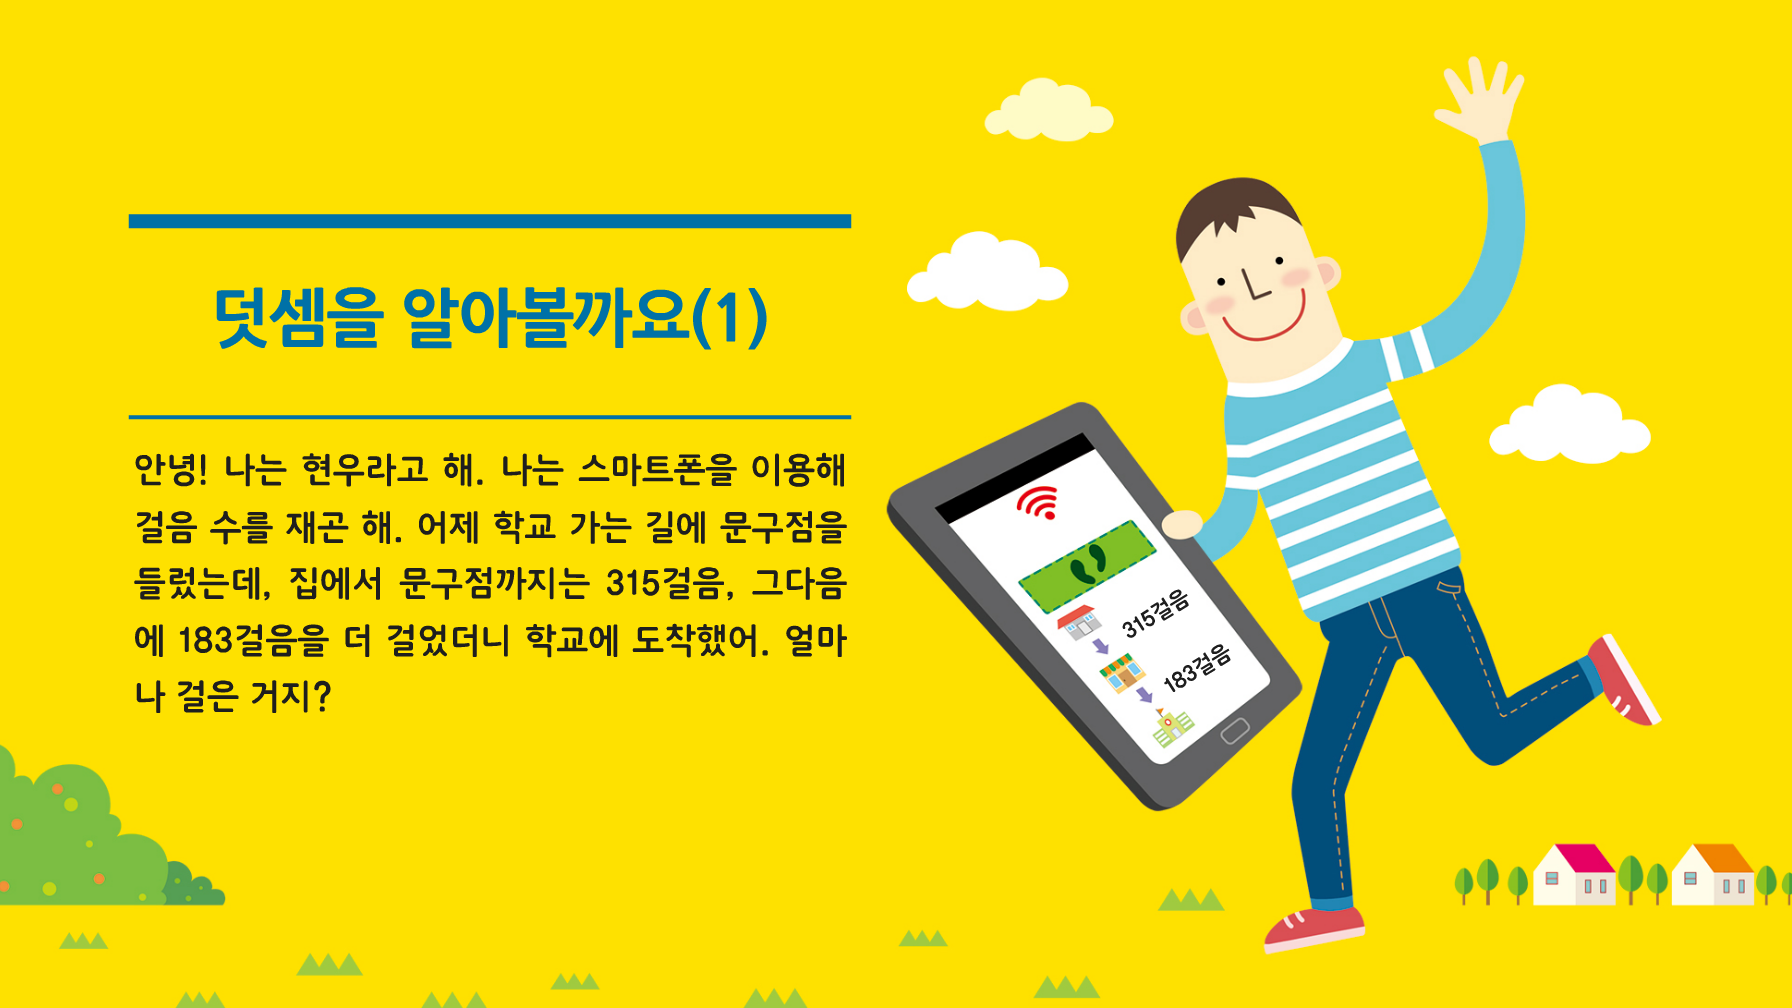 덧셈을 알아볼까요(1)
안녕! 나는 현우라고 해. 나는 스마트폰을 이용해
걸음 수를 재곤 해. 어제 학교 가는 길에 문구점을
들렀는데, 집에서 문구점까지는 315걸음, 그다음
에 183걸음을 더 걸었더니 학교에 도착했어. 얼마
나 걸은 거지?
315걸음
183걸음